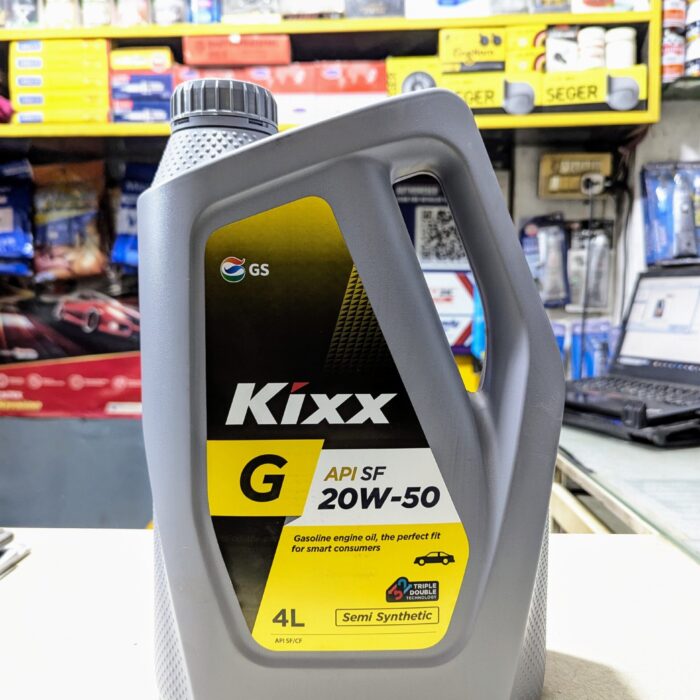 SEGER
SEGER
GS
Kixx
G
API SF
20W-50
Gasoline engine oil, the perfect fit
for smart consumers
TRIPLE
DOUBLE
TECHNOLOGY
4L
Semi Synthetic
API SF/CF